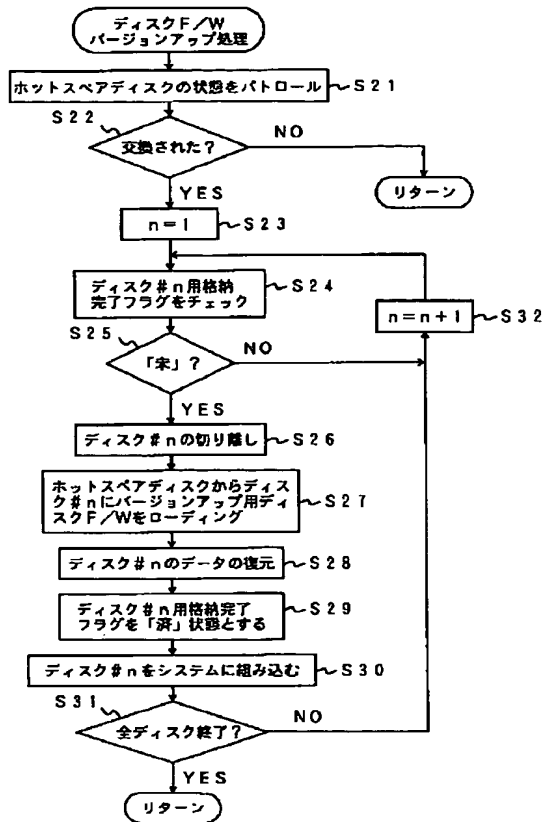 ディスクF/W
バージョンアップ処理
ホットスペアディスクの状態をパトロール
S21
S22
交換された?
NO
YES
リターン
n=1
S23
ディスク#n用格納
完了フラグをチェック
S24
n=n+1
S32
S25
「未」?
NO
YES
ディスク#nの切り離し
S26
ホットスペアディスクからディス
ク#nにバージョンアップ用ディ
スクF/Wをローディング
S27
ディスク#nのデータの復元
S28
ディスク#n用格納完了
フラグを「済」状態とする
S29
ディスク#nをシステムに組み込む
S30
S31
全ディスク終了?
NO
YES
リターン